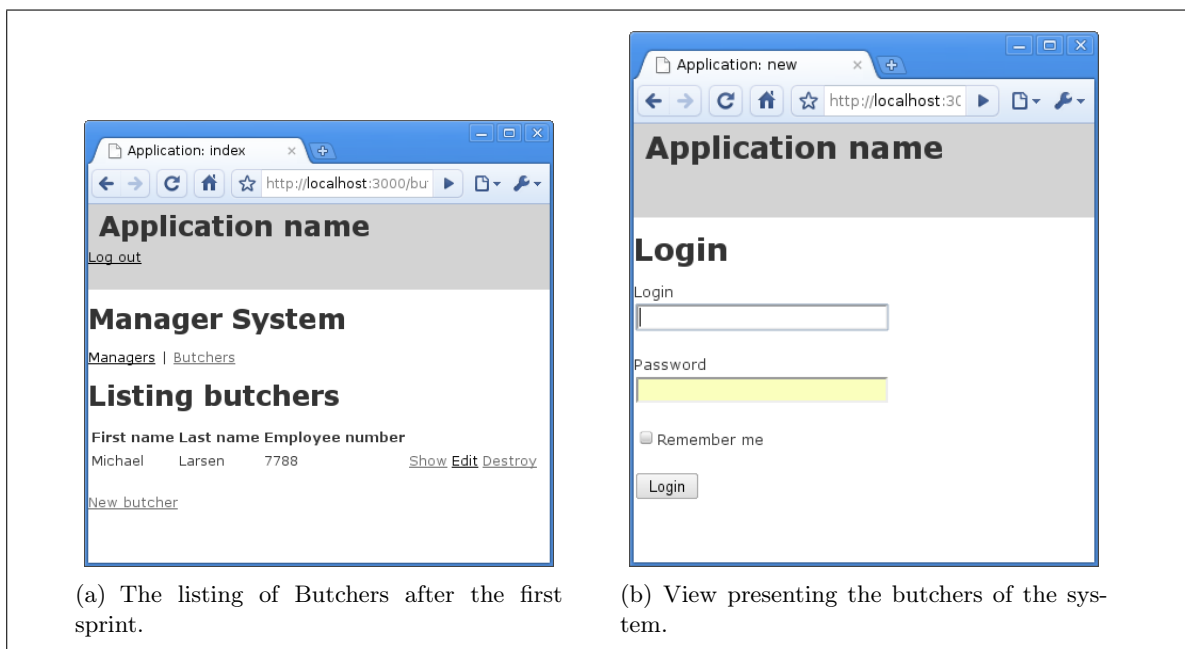 Application: index
http://localhost:3000/bu
Application name
Log out
Manager System
Managers | Butchers
Listing butchers
First name Last name Employee number
Michael Larsen 7788 Show Edit Destroy
New butcher
(a) The listing of Butchers after the first
sprint.
Application: new
http://localhost:30
Application name
Login
Login
Password
Remember me
Login
(b) View presenting the butchers of the sys-
tem.